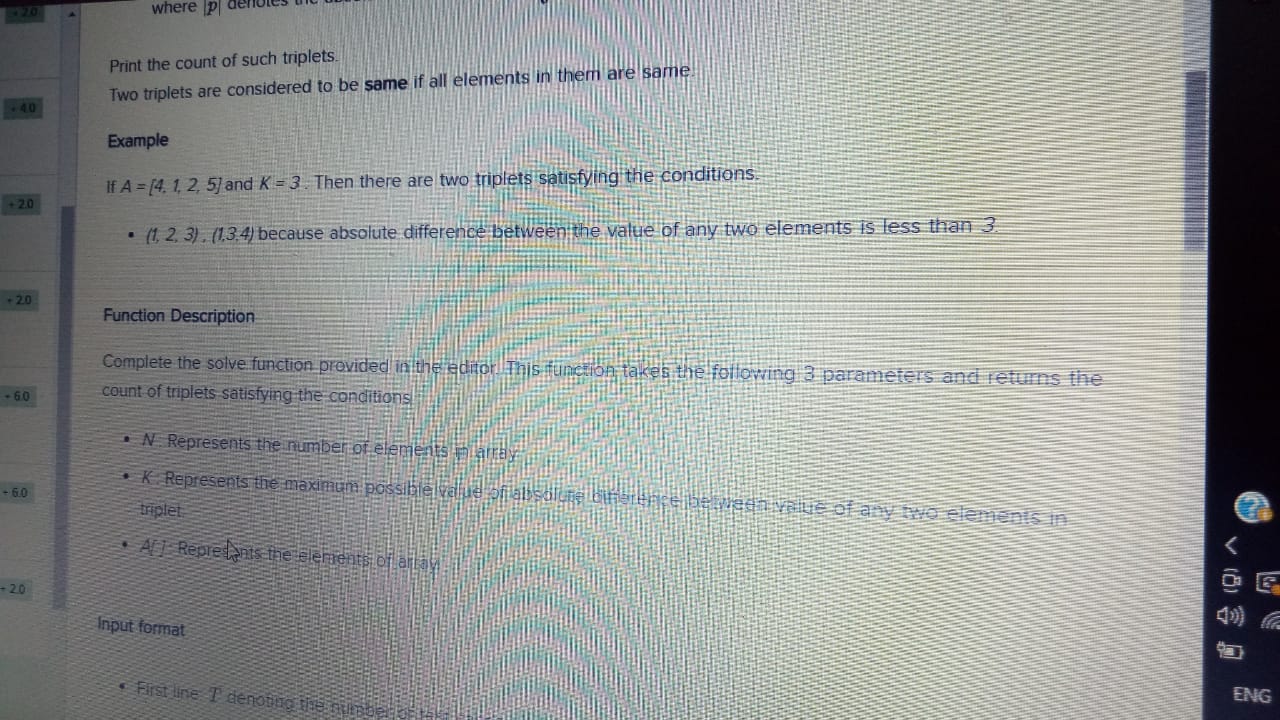 + 2.0
where |p| denotes the
Print the count of such triplets.
Two triplets are considered to be same if all elements in them are same.
+ 4.0
Example
If A = [4, 1, 2, 5] and K = 3 . Then there are two triplets satisfying the conditions.
+ 2.0
• (1, 2, 3) , (1,3,4) because absolute difference between the value of any two elements is less than 3.
+ 2.0
Function Description
Complete the solve function provided in the editor. This function takes the following 3 parameters and returns the
count of triplets satisfying the conditions
+ 6.0
• N: Represents the number of elements in array
• K : Represents the maximum possible value of absolute difference between value of any two elements in
triplet.
+ 6.0
• A[ ]: Represents the elements of array
+ 2.0
Input format
• First line: T denoting the number of test
ENG